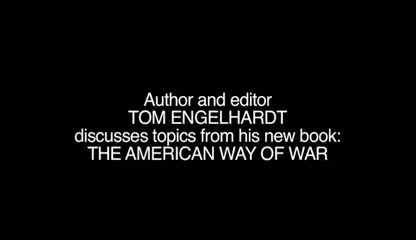 Author and editor
TOM ENGELHARDT
discusses topics from his new book:
THE AMERICAN WAY OF WAR